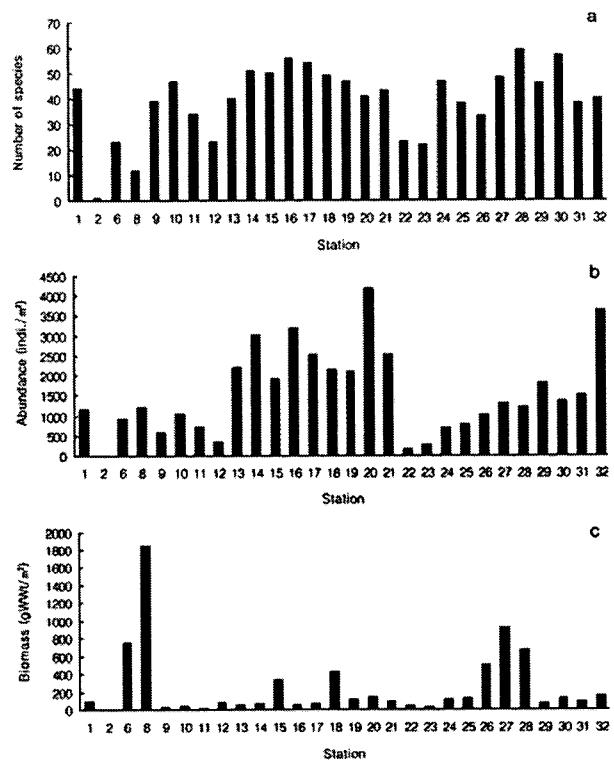 a
Number of species
70
60
50
40
30
20
10
0
1 2 6 8 9 10 11 12 13 14 15 16 17 18 19 20 21 22 23 24 25 26 27 28 29 30 31 32
Station
b
Abundance (indi./㎡)
4500
4000
3500
3000
2500
2000
1500
1000
500
0
1 2 6 8 9 10 11 12 13 14 15 16 17 18 19 20 21 22 23 24 25 26 27 28 29 30 31 32
Station
c
Biomass (gWWt/㎡)
2000
1800
1600
1400
1200
1000
800
600
400
200
0
1 2 6 8 9 10 11 12 13 14 15 16 17 18 19 20 21 22 23 24 25 26 27 28 29 30 31 32
Station